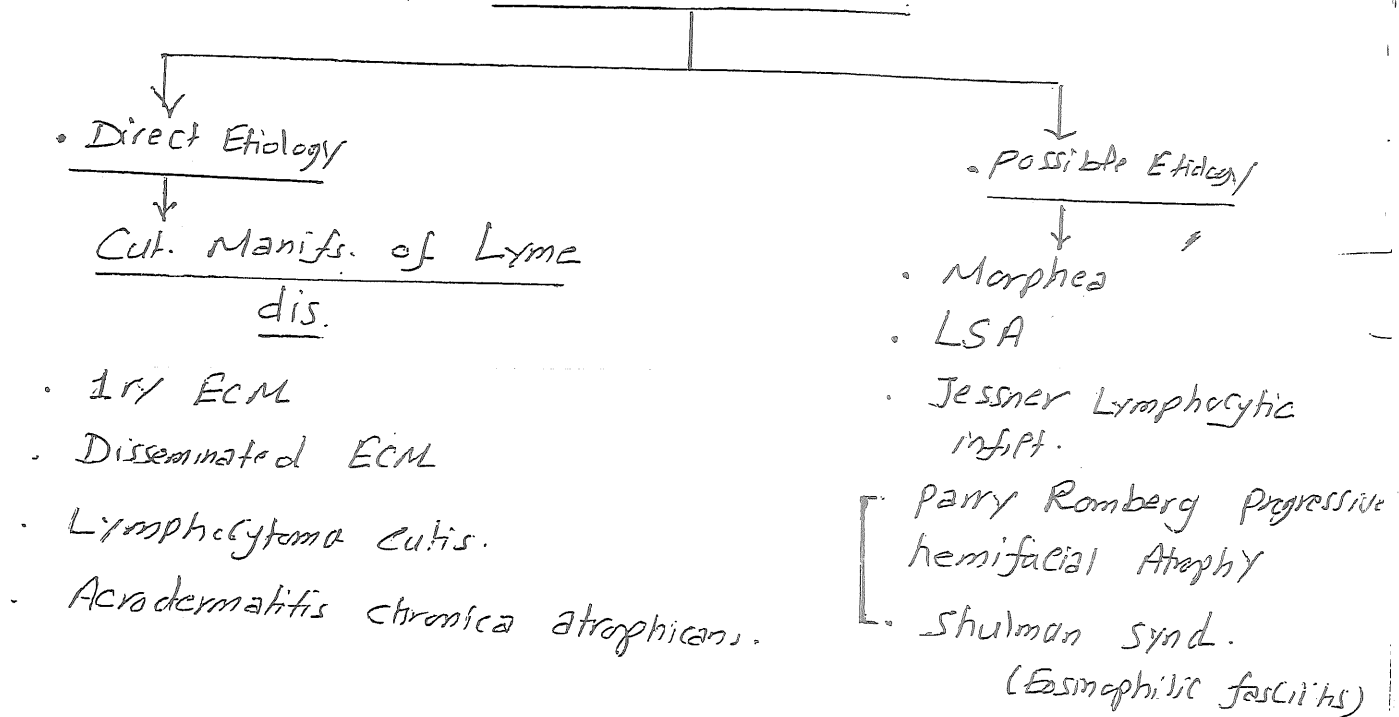 . Direct Etiology
Cut. Manifs. of Lyme
dis.
. 1ry ECM
. Disseminated ECM
. Lymphocytoma cutis.
. Acrodermatitis chronica atrophicans.
. Possible Etiology
. Morphea
. LSA
. Jessner Lymphocytic
infilt.
. Parry Romberg Progressive
hemifacial Atrophy
. Shulman synd.
(Eosinophilic fasciitis)